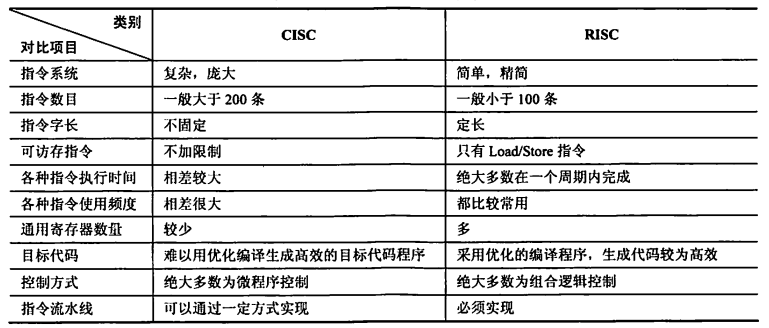 类别
对比项目 CISC RISC
指令系统 复杂，庞大 简单，精简
指令数目 一般大于 200 条 一般小于 100 条
指令字长 不固定 定长
可访存指令 不加限制 只有 Load/Store 指令
各种指令执行时间 相差较大 绝大多数在一个周期内完成
各种指令使用频度 相差很大 都比较常用
通用寄存器数量 较少 多
目标代码 难以用优化编译生成高效的目标代码程序 采用优化的编译程序，生成代码较为高效
控制方式 绝大多数为微程序控制 绝大多数为组合逻辑控制
指令流水线 可以通过一定方式实现 必须实现